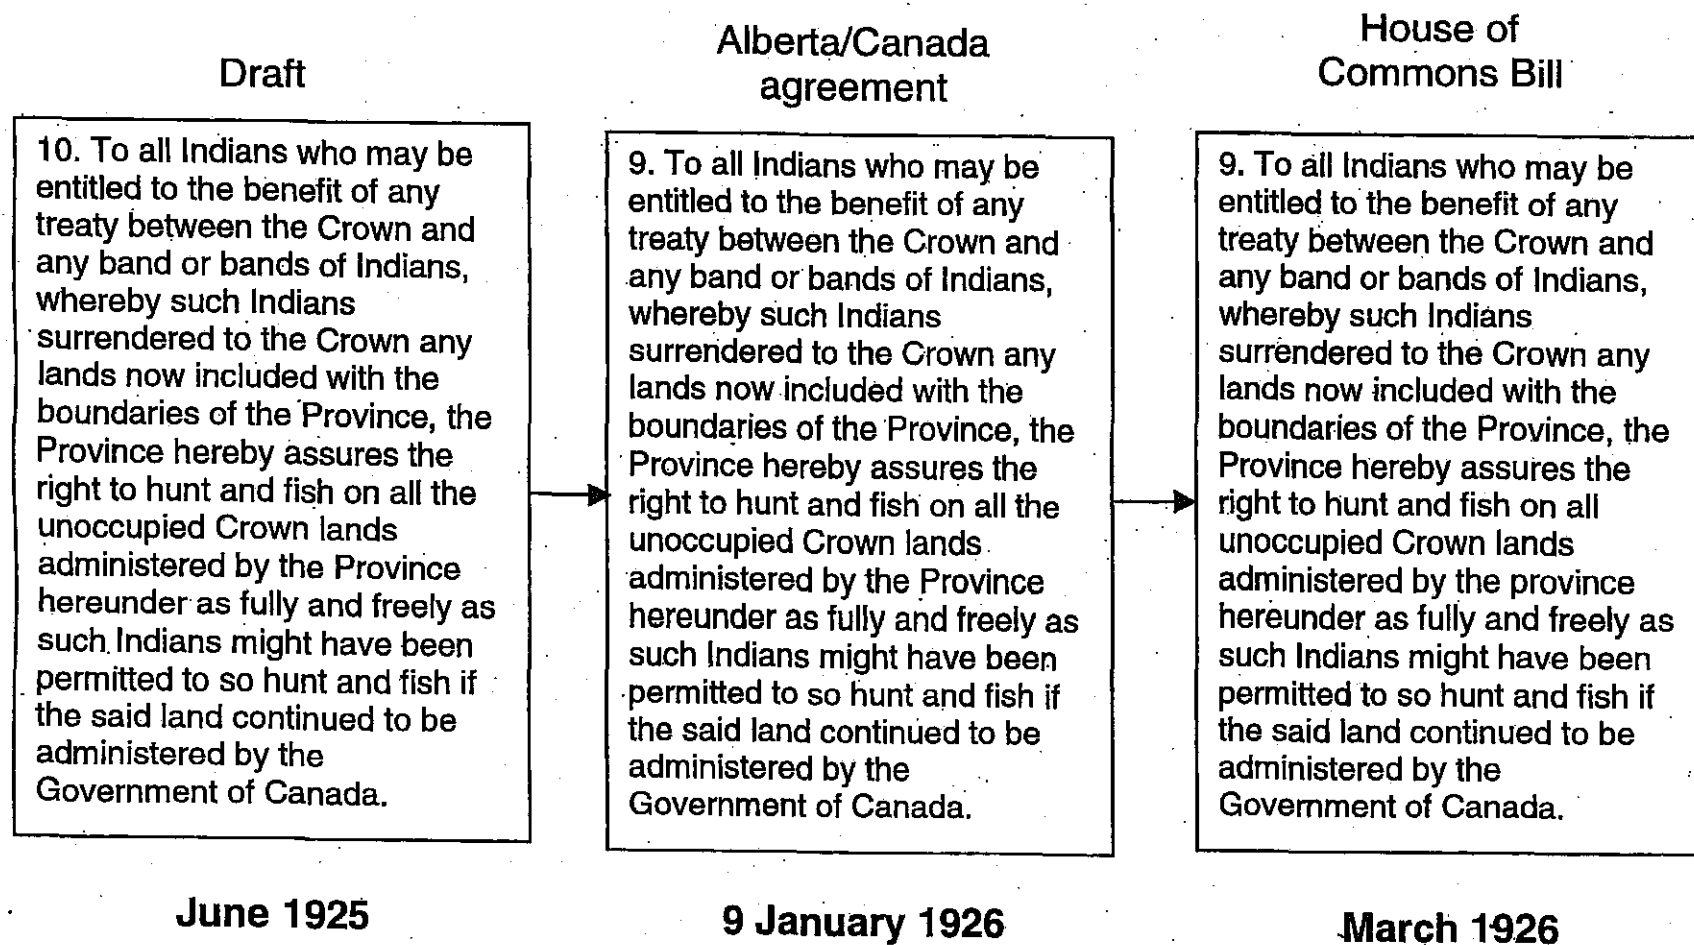 Draft
10. To all Indians who may be
entitled to the benefit of any
treaty between the Crown and
any band or bands of Indians,
whereby such Indians
surrendered to the Crown any
lands now included with the
boundaries of the Province, the
Province hereby assures the
right to hunt and fish on all the
unoccupied Crown lands
administered by the Province
hereunder as fully and freely as
such Indians might have been
permitted to so hunt and fish if
the said land continued to be
administered by the
Government of Canada.
June 1925
Alberta/Canada
agreement
9. To all Indians who may be
entitled to the benefit of any
treaty between the Crown and
any band or bands of Indians,
whereby such Indians
surrendered to the Crown any
lands now included with the
boundaries of the Province, the
Province hereby assures the
right to hunt and fish on all the
unoccupied Crown lands
administered by the Province
hereunder as fully and freely as
such Indians might have been
permitted to so hunt and fish if
the said land continued to be
administered by the
Government of Canada.
9 January 1926
House of
Commons Bill
9. To all Indians who may be
entitled to the benefit of any
treaty between the Crown and
any band or bands of Indians,
whereby such Indians
surrendered to the Crown any
lands now included with the
boundaries of the Province, the
Province hereby assures the
right to hunt and fish on all
unoccupied Crown lands
administered by the province
hereunder as fully and freely as
such Indians might have been
permitted to so hunt and fish if
the said land continued to be
administered by the
Government of Canada.
March 1926